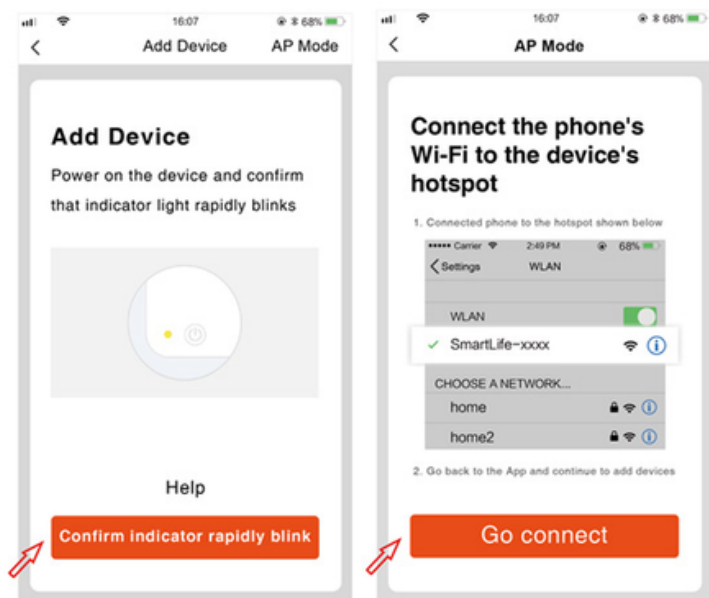 16:07
68%
Add Device
AP Mode
Add Device
Power on the device and confirm
that indicator light rapidly blinks
Help
Confirm indicator rapidly blink
16:07
68%
AP Mode
Connect the phone's
Wi-Fi to the device's
hotspot
1. Connected phone to the hotspot shown below
Carrier
2:49 PM
68%
Settings
WLAN
WLAN
SmartLife-xxxx
CHOOSE A NETWORK...
home
home2
2. Go back to the App and continue to add devices
Go connect